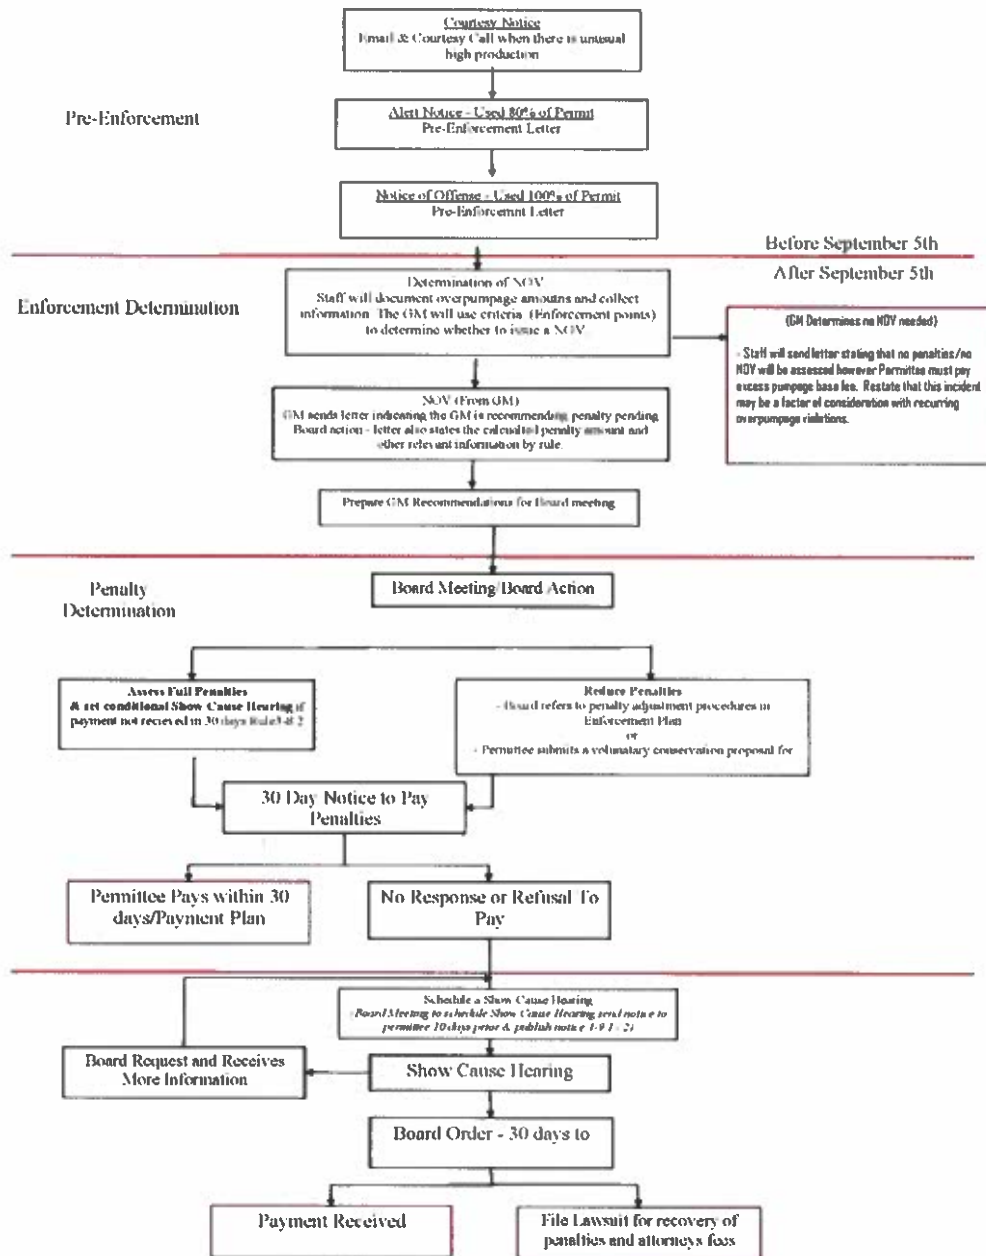 Courtesy Notice
Email & Courtesy Call when there is unusual
high production
Pre-Enforcement
Alert Notice - Used 80% of Permit
Pre-Enforcement Letter
Notice of Offense - Used 100% of Permit
Pre-Enforcemnt Letter
Before September 5th
After September 5th
Enforcement Determination
Determination of NOV
Staff will document overpumpage amoutns and collect
information. The GM will use criteria (Enforcement points)
to determine whether to issue a NOV
(GM Determines no NOV needed)
- Staff will send letter stating that no penalties/no
NOV will be assessed however Permittee must pay
excess pumpage base fee. Restate that this incident
may be a factor of consideration with recurring
overpumpage violations.
NOV (From GM)
GM sends letter indicating the GM is recommending penalty pending
Board action - letter also states the calculated penalty amount and
other relevant information by rule.
Prepare GM Recommendations for Board meeting
Penalty
Determination
Board Meeting/Board Action
Assess Full Penalties
& set conditional Show Cause Hearing if
payment not recieved in 30 days
Reduce Penalties
- Board refers to penalty adjustment procedures in
Enforcement Plan
or
- Permittee submits a voluntary conservation proposal for
30 Day Notice to Pay
Penalties
Permittee Pays within 30
days/Payment Plan
No Response or Refusal To
Pay
Schedule a Show Cause Hearing
-Board Meeting to schedule Show Cause Hearing send notice to
permittee 10 days prior & publish notice
Board Request and Receives
More Information
Show Cause Hearing
Board Order - 30 days to
Payment Received
File Lawsuit for recovery of
penalties and attorneys fees